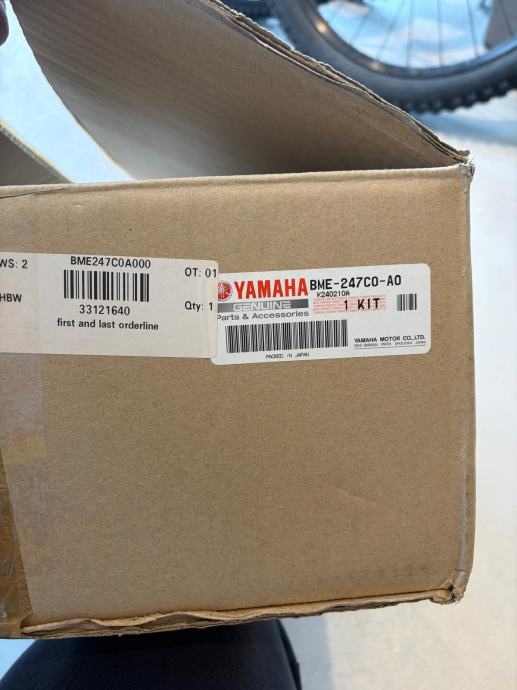 WS: 2
BME247C0A000
OT: 01
HBW
33121640
Qty: 1
first and last orderline
YAMAHA
BME-247C0-A0
K240210A
GENUINE
1 KIT
Parts & Accessories
PACKED IN JAPAN
YAMAHA MOTOR CO.,LTD.